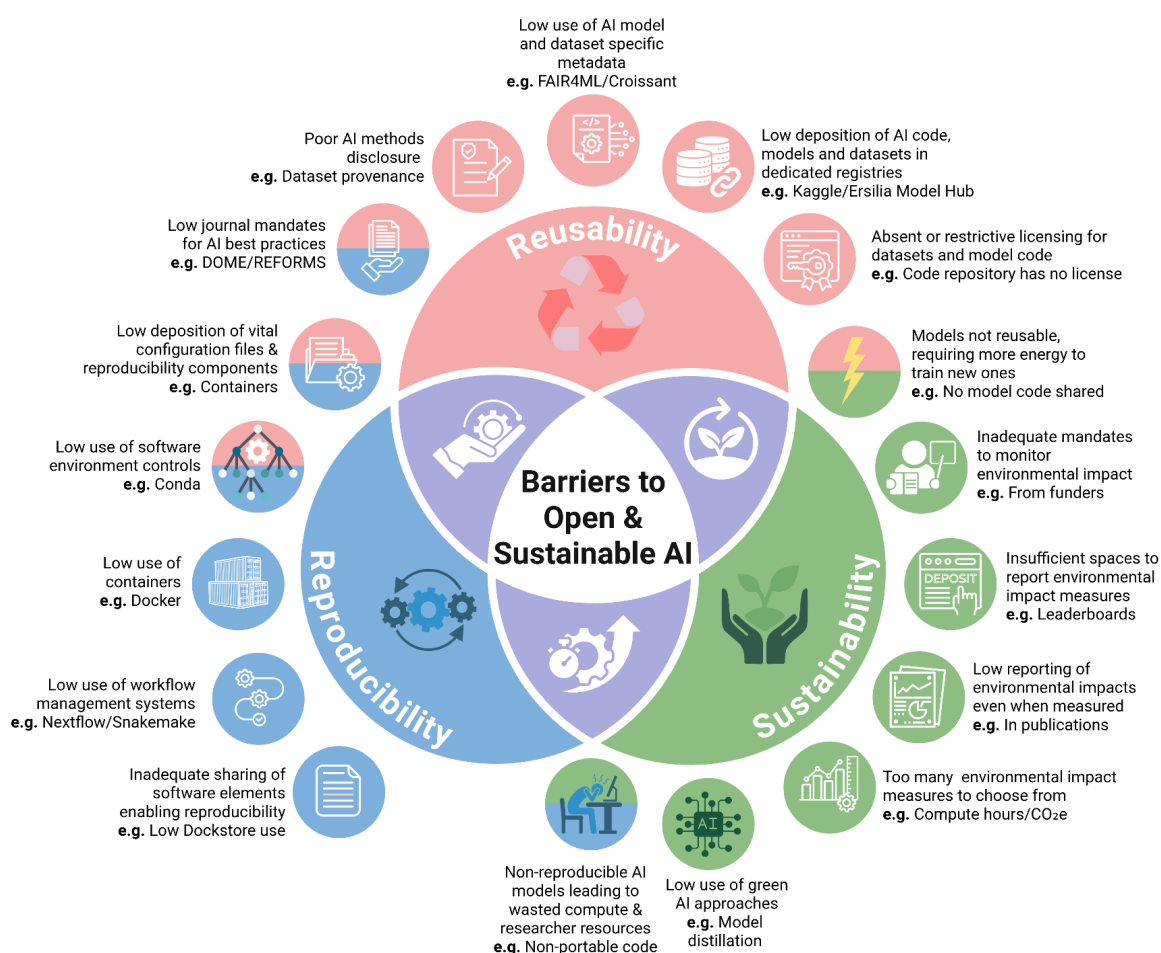 Low use of AI model
and dataset specific
metadata
e.g. FAIR4ML/Croissant
Poor AI methods
disclosure
e.g. Dataset provenance
Low deposition of AI code,
models and datasets in
dedicated registries
e.g. Kaggle/Ersilia Model Hub
Low journal mandates
for AI best practices
e.g. DOME/REFORMS
Absent or restrictive licensing for
datasets and model code
e.g. Code repository has no license
Low deposition of vital
configuration files &
reproducibility components
e.g. Containers
Models not reusable,
requiring more energy to
train new ones
e.g. No model code shared
Low use of software
environment controls
e.g. Conda
Inadequate mandates
to monitor
environmental impact
e.g. From funders
Low use of
containers
e.g. Docker
Insufficient spaces to
report environmental
impact measures
e.g. Leaderboards
DEPOSIT
Low use of workflow
management systems
e.g. Nextflow/Snakemake
Low reporting of
environmental impacts
even when measured
e.g. In publications
Inadequate sharing of
software elements
enabling reproducibility
e.g. Low Dockstore use
Too many environmental impact
measures to choose from
e.g. Compute hours/CO₂e
Non-reproducible AI
models leading to
wasted compute &
researcher resources
e.g. Non-portable code
AI
Low use of green
AI approaches
e.g. Model
distillation
Reusability
Reproducibility
Sustainability
Barriers to
Open &
Sustainable AI